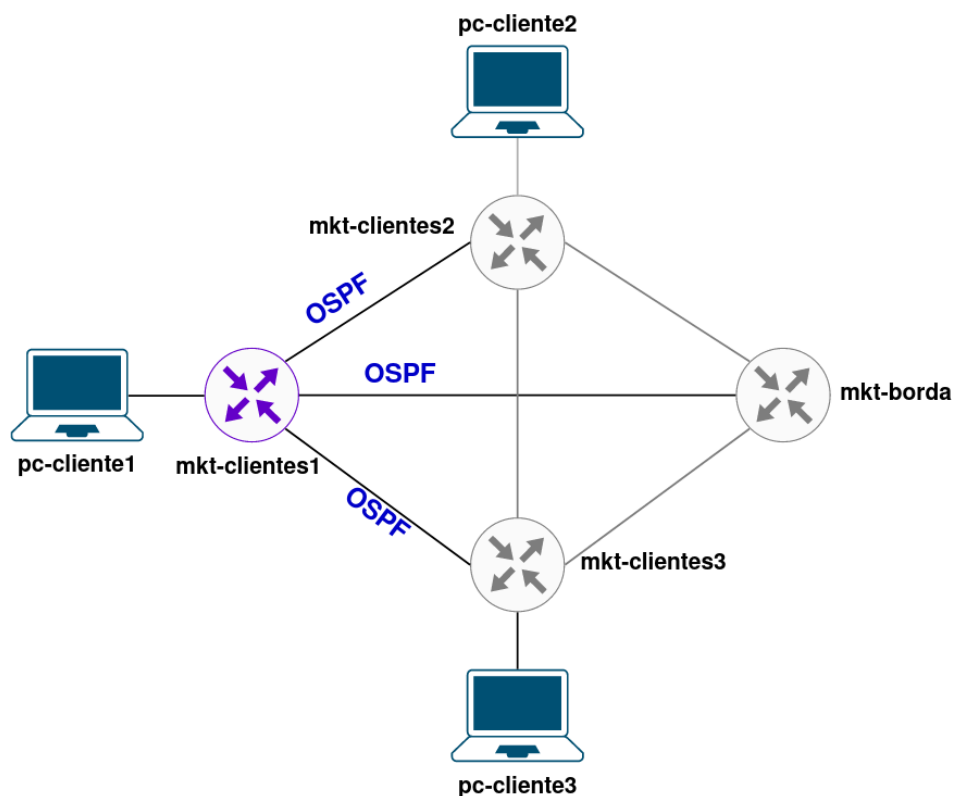 pc-cliente2
mkt-clientes2
OSPF
OSPF
mkt-borda
pc-cliente1
mkt-clientes1
OSPF
mkt-clientes3
pc-cliente3